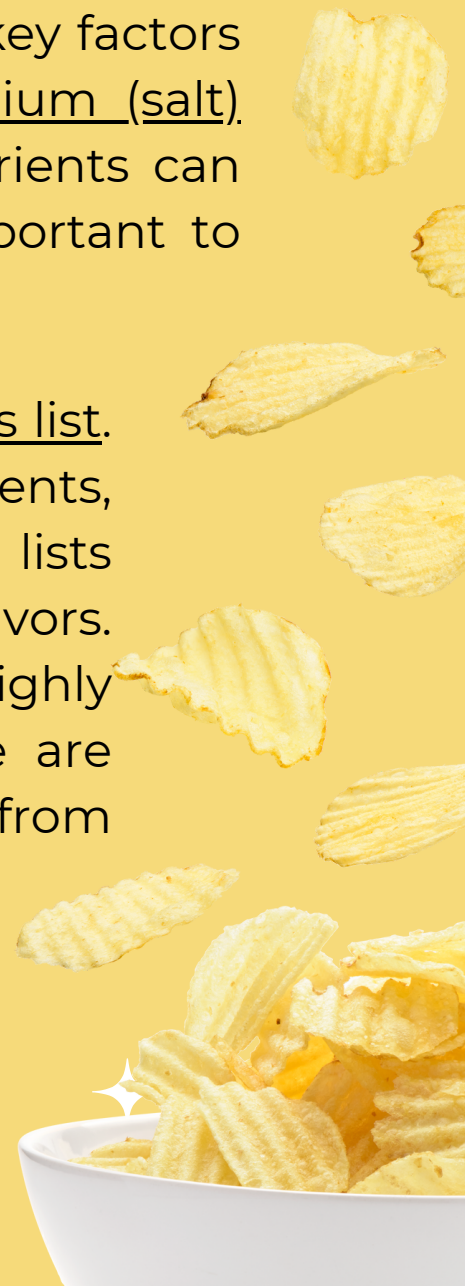 key factors
ium (salt)
rients can
portant to
s list.
ents,
lists
vors.
ighly
e are
from